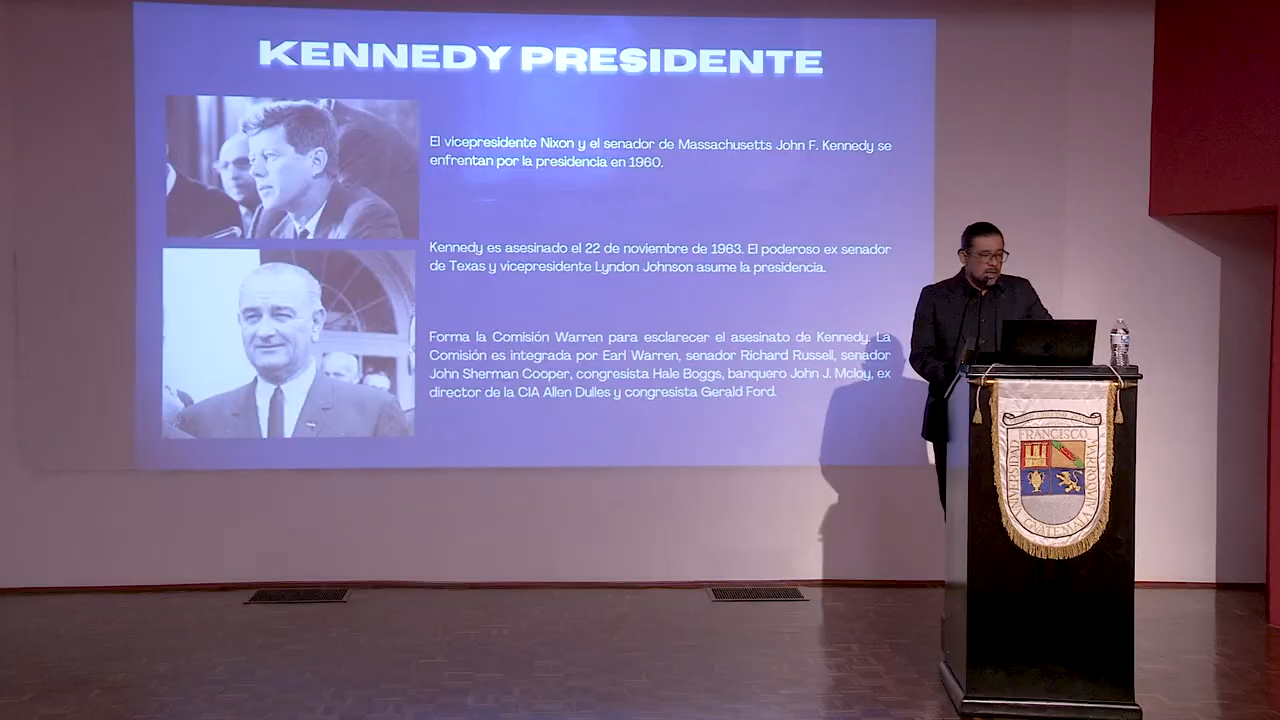 KENNEDY PRESIDENTE
El vicepresidente Nixon y el senador de Massachusetts John F. Kennedy se
enfrentan por la presidencia en 1960.
Kennedy es asesinado el 22 de noviembre de 1963. El poderoso ex senador
de Texas y vicepresidente Lyndon Johnson asume la presidencia.
Forma la Comisión Warren para esclarecer el asesinato de Kennedy. La
Comisión es integrada por Earl Warren, senador Richard Russell, senador
John Sherman Cooper, congresista Hale Boggs, banquero John J. Mcloy, ex
director de la CIA Allen Dulles y congresista Gerald Ford.
UNIVERSIDAD FRANCISCO MARROQUIN
GUATEMALA